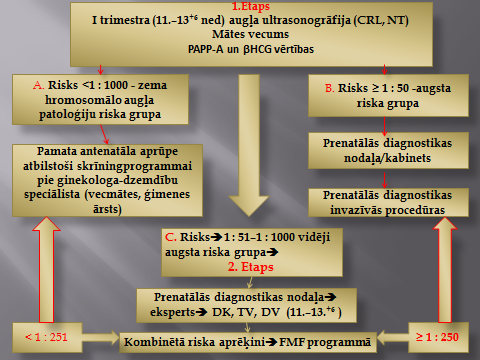 1.Etaps
I trimestra (11.–13⁺⁶ ned) augļa ultrasonogrāfija (CRL, NT)
Mātes vecums
PAPP-A un βHCG vērtības
A. Risks <1 : 1000 - zema
hromosomālo augļa
patoloģiju riska grupa
B. Risks ≥ 1 : 50 -augsta
riska grupa
Pamata antenatāla aprūpe
atbilstoši skrīningprogrammai
pie ginekologa-dzemdību
speciālista (vecmātes, ģimenes
ārsts)
Prenatālās diagnostikas
nodaļa/kabinets
Prenatālās diagnostikas
invazīvās procedūras
C. Risks➔1 : 51–1 : 1000 vidēji
augsta riska grupa➔
2. Etaps
Prenatālās diagnostikas nodaļa➔
eksperts➔ DK, TV, DV (11.–13.⁺⁶ )
< 1 : 251
Kombinētā riska aprēķini➔FMF programmā
≥ 1 : 250